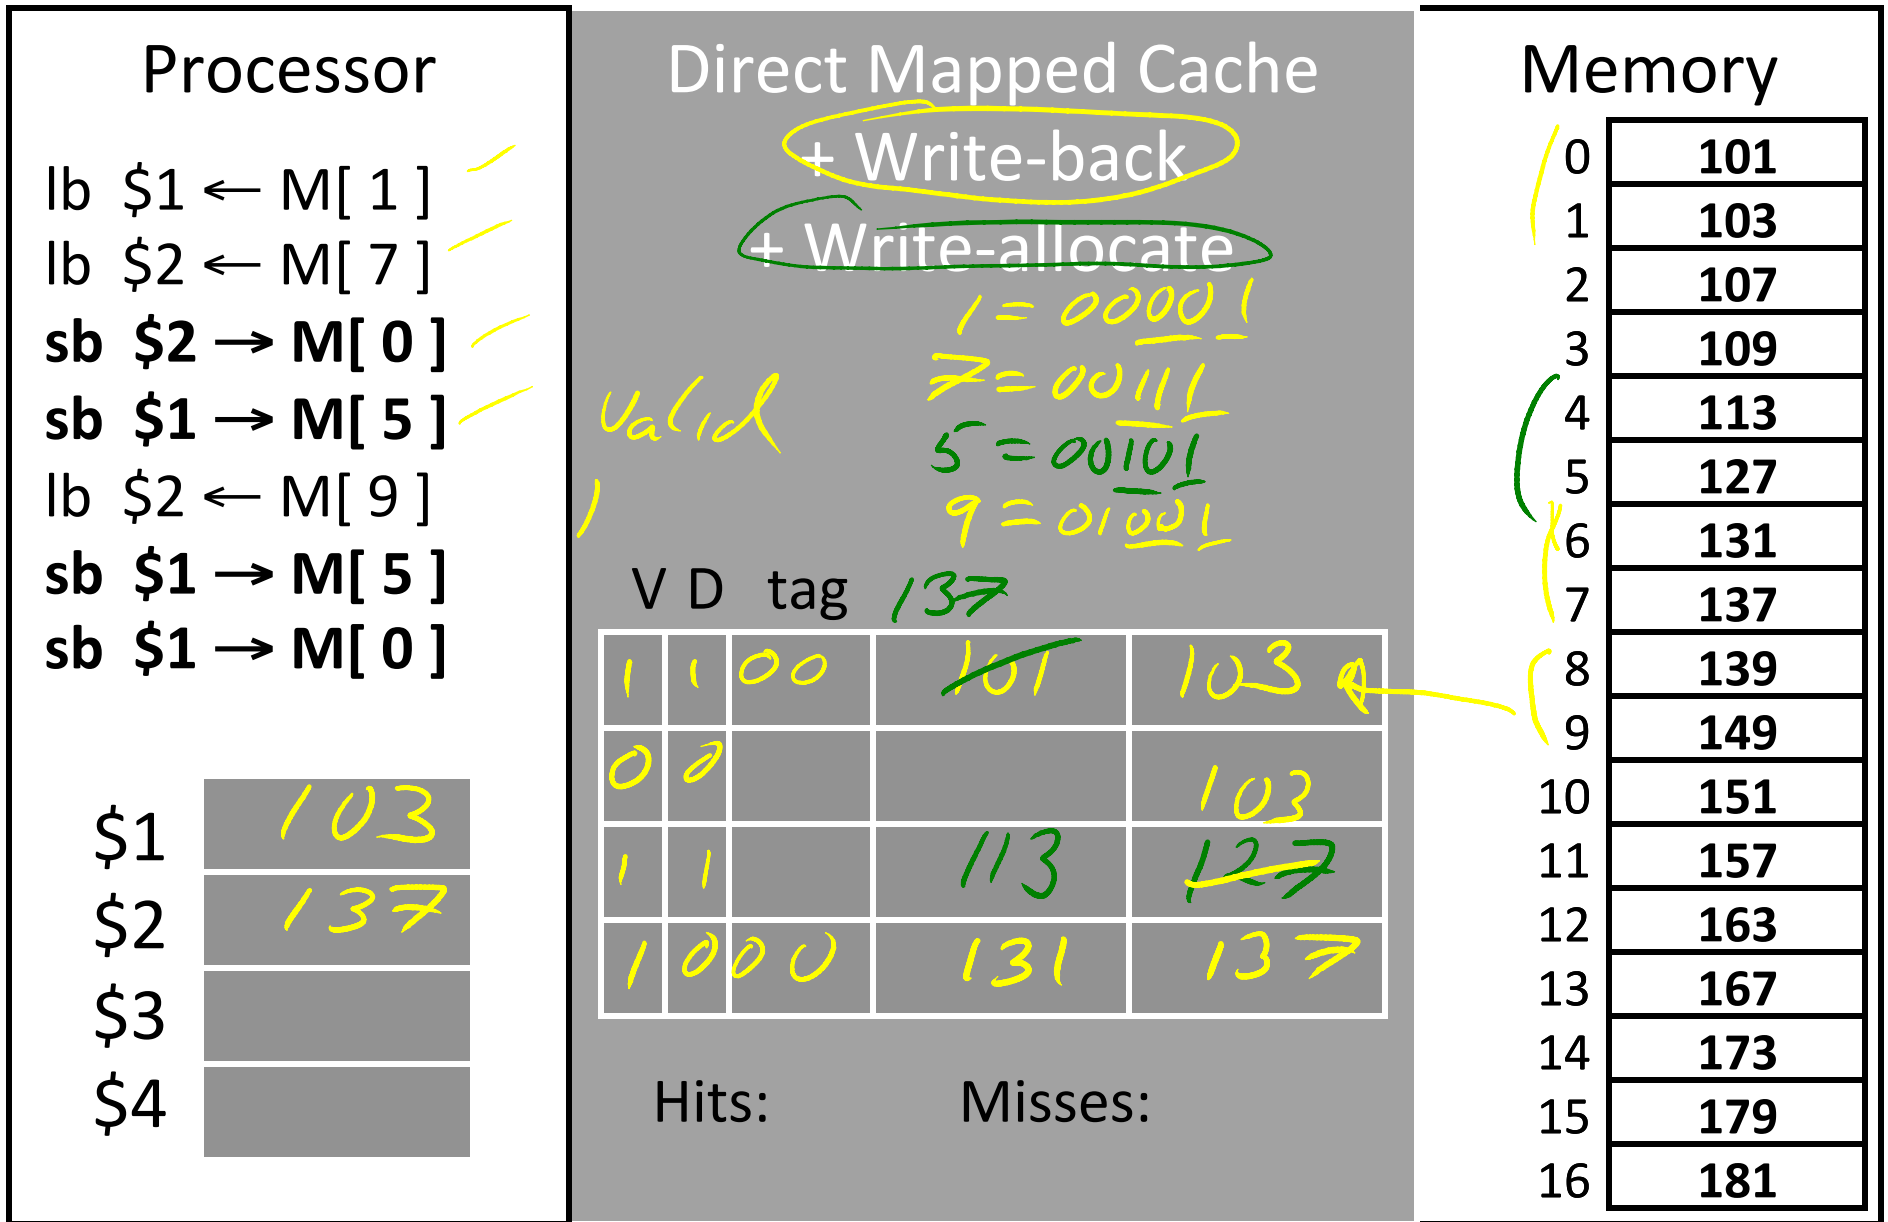 Processor
lb $1 ← M[ 1 ]
lb $2 ← M[ 7 ]
sb $2 → M[ 0 ]
sb $1 → M[ 5 ]
lb $2 ← M[ 9 ]
sb $1 → M[ 5 ]
sb $1 → M[ 0 ]
$1 103
$2 137
$3
$4
Direct Mapped Cache
+ Write-back
+ Write-allocate
1 = 00001
7 = 00111
5 = 00101
9 = 01001
Valid
V D tag 137
1 1 00 101 103
0 0
103
1 1 113 127
1 0 00 131 137
Hits: Misses:
Memory
0 101
1 103
2 107
3 109
4 113
5 127
6 131
7 137
8 139
9 149
10 151
11 157
12 163
13 167
14 173
15 179
16 181